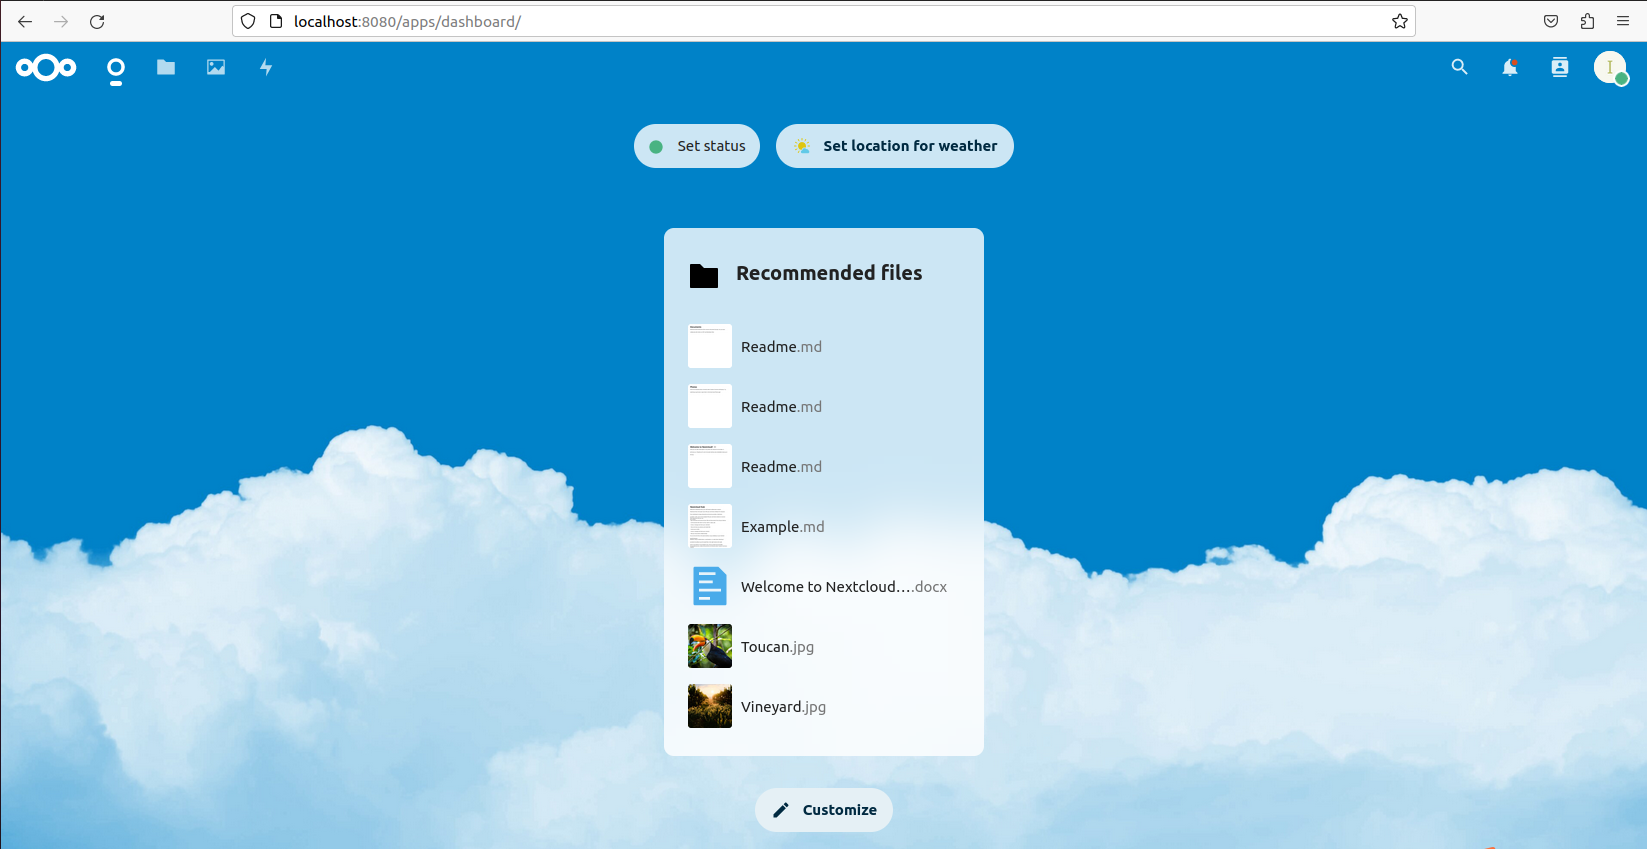 localhost:8080/apps/dashboard/
I
Set status
Set location for weather
Recommended files
Readme.md
Readme.md
Readme.md
Example.md
Welcome to Nextcloud....docx
Toucan.jpg
Vineyard.jpg
Customize